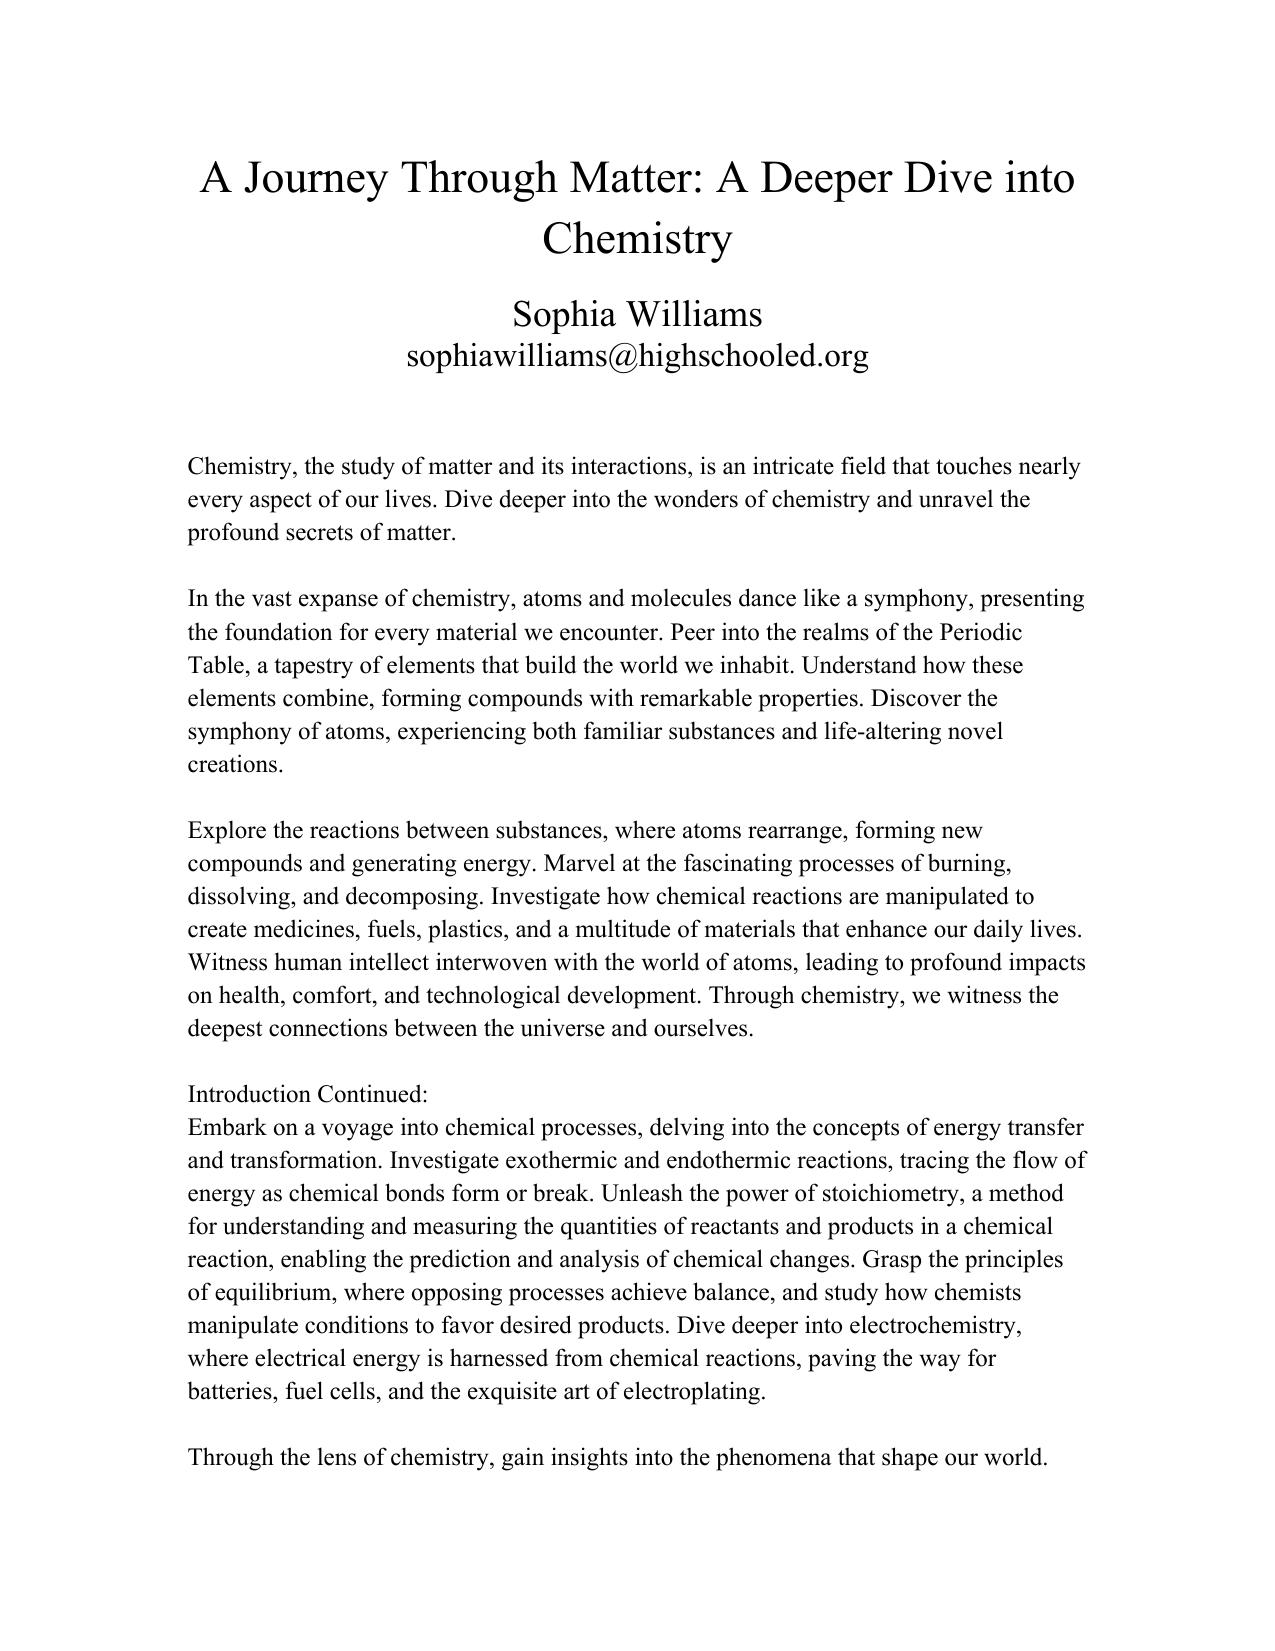 A Journey Through Matter: A Deeper Dive into
Chemistry
Sophia Williams
sophiawilliams@highschooled.org
Chemistry, the study of matter and its interactions, is an intricate field that touches nearly
every aspect of our lives. Dive deeper into the wonders of chemistry and unravel the
profound secrets of matter.
In the vast expanse of chemistry, atoms and molecules dance like a symphony, presenting
the foundation for every material we encounter. Peer into the realms of the Periodic
Table, a tapestry of elements that build the world we inhabit. Understand how these
elements combine, forming compounds with remarkable properties. Discover the
symphony of atoms, experiencing both familiar substances and life-altering novel
creations.
Explore the reactions between substances, where atoms rearrange, forming new
compounds and generating energy. Marvel at the fascinating processes of burning,
dissolving, and decomposing. Investigate how chemical reactions are manipulated to
create medicines, fuels, plastics, and a multitude of materials that enhance our daily lives.
Witness human intellect interwoven with the world of atoms, leading to profound impacts
on health, comfort, and technological development. Through chemistry, we witness the
deepest connections between the universe and ourselves.
Introduction Continued:
Embark on a voyage into chemical processes, delving into the concepts of energy transfer
and transformation. Investigate exothermic and endothermic reactions, tracing the flow of
energy as chemical bonds form or break. Unleash the power of stoichiometry, a method
for understanding and measuring the quantities of reactants and products in a chemical
reaction, enabling the prediction and analysis of chemical changes. Grasp the principles
of equilibrium, where opposing processes achieve balance, and study how chemists
manipulate conditions to favor desired products. Dive deeper into electrochemistry,
where electrical energy is harnessed from chemical reactions, paving the way for
batteries, fuel cells, and the exquisite art of electroplating.
Through the lens of chemistry, gain insights into the phenomena that shape our world.